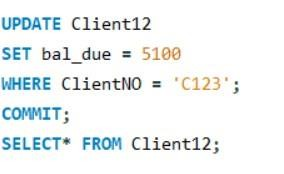 UPDATE Client12
SET bal_due = 5100
WHERE ClientNO = 'C123';
COMMIT;
SELECT* FROM Client12;